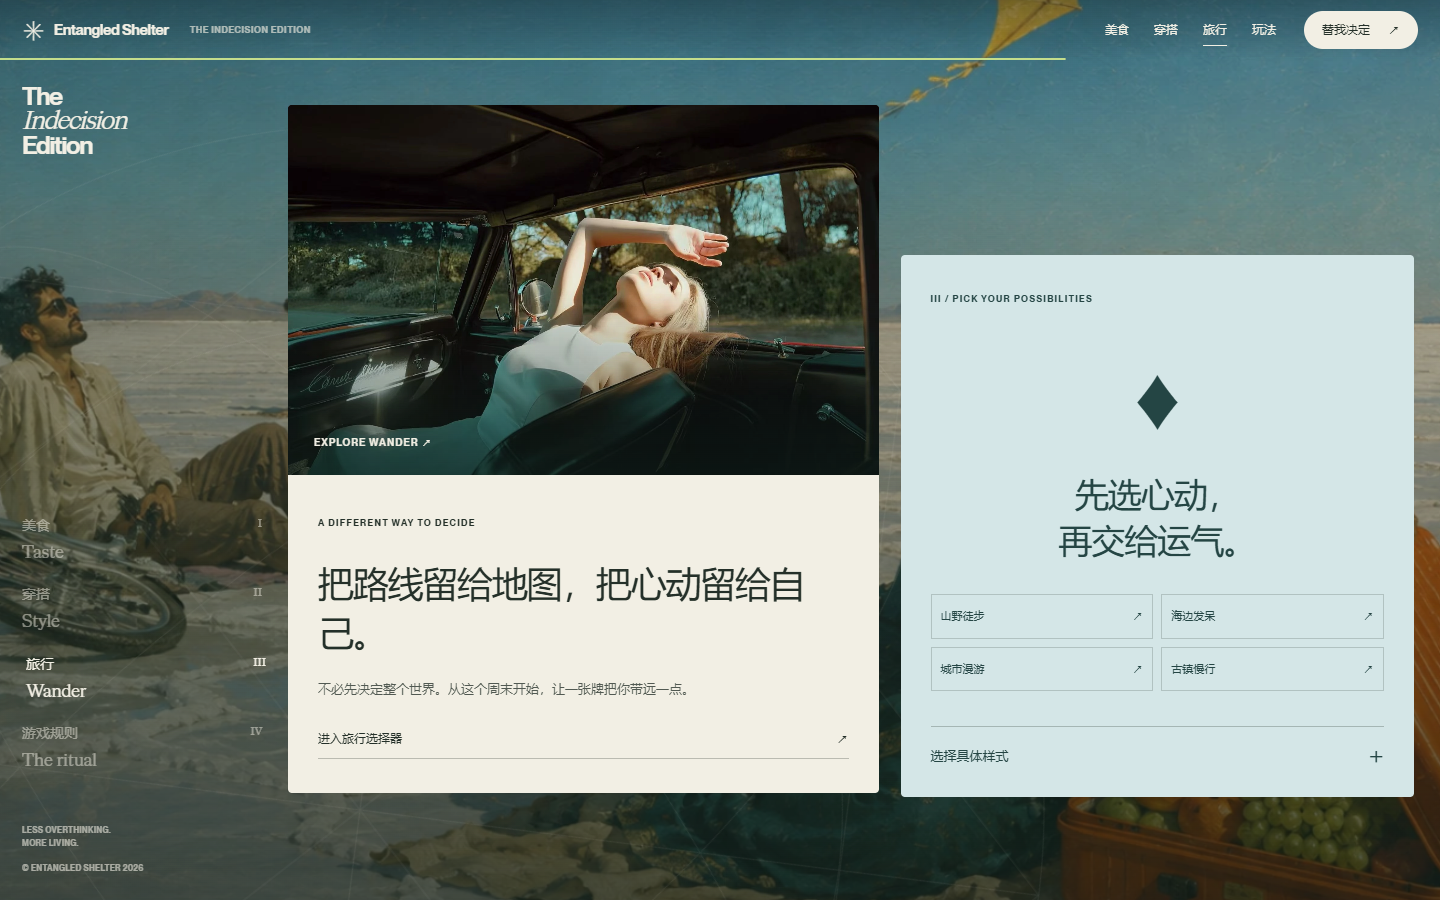 Entangled Shelter
THE INDECISION EDITION
美食
穿搭
旅行
玩法
替我决定 ↗
The
Indecision
Edition
EXPLORE WANDER ↗
A DIFFERENT WAY TO DECIDE
把路线留给地图，把心动留给自
己。
不必先决定整个世界。从这个周末开始，让一张牌把你带远一点。
进入旅行选择器 ↗
III / PICK YOUR POSSIBILITIES
先选心动，
再交给运气。
山野徒步 ↗
海边发呆 ↗
城市漫游 ↗
古镇慢行 ↗
选择具体样式 +
美食 I
Taste
穿搭 II
Style
旅行 III
Wander
游戏规则 IV
The ritual
LESS OVERTHINKING.
MORE LIVING.
© ENTANGLED SHELTER 2026